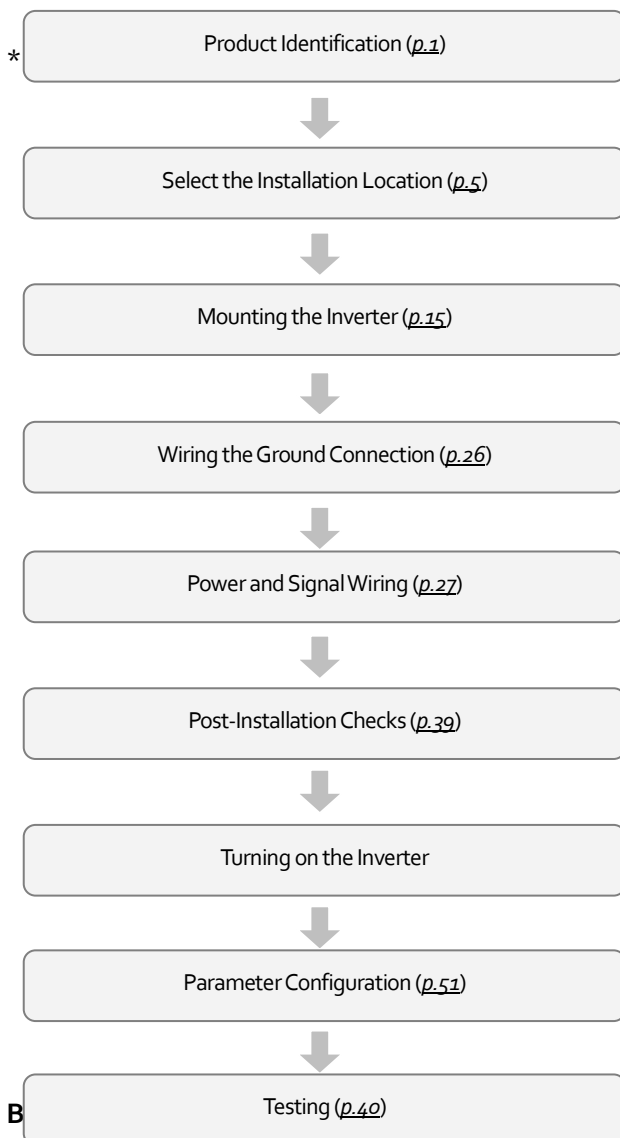 * Product Identification (p.1)
Select the Installation Location (p.5)
Mounting the Inverter (p.15)
Wiring the Ground Connection (p.26)
Power and Signal Wiring (p.27)
Post-Installation Checks (p.39)
Turning on the Inverter
Parameter Configuration (p.51)
B Testing (p.40)